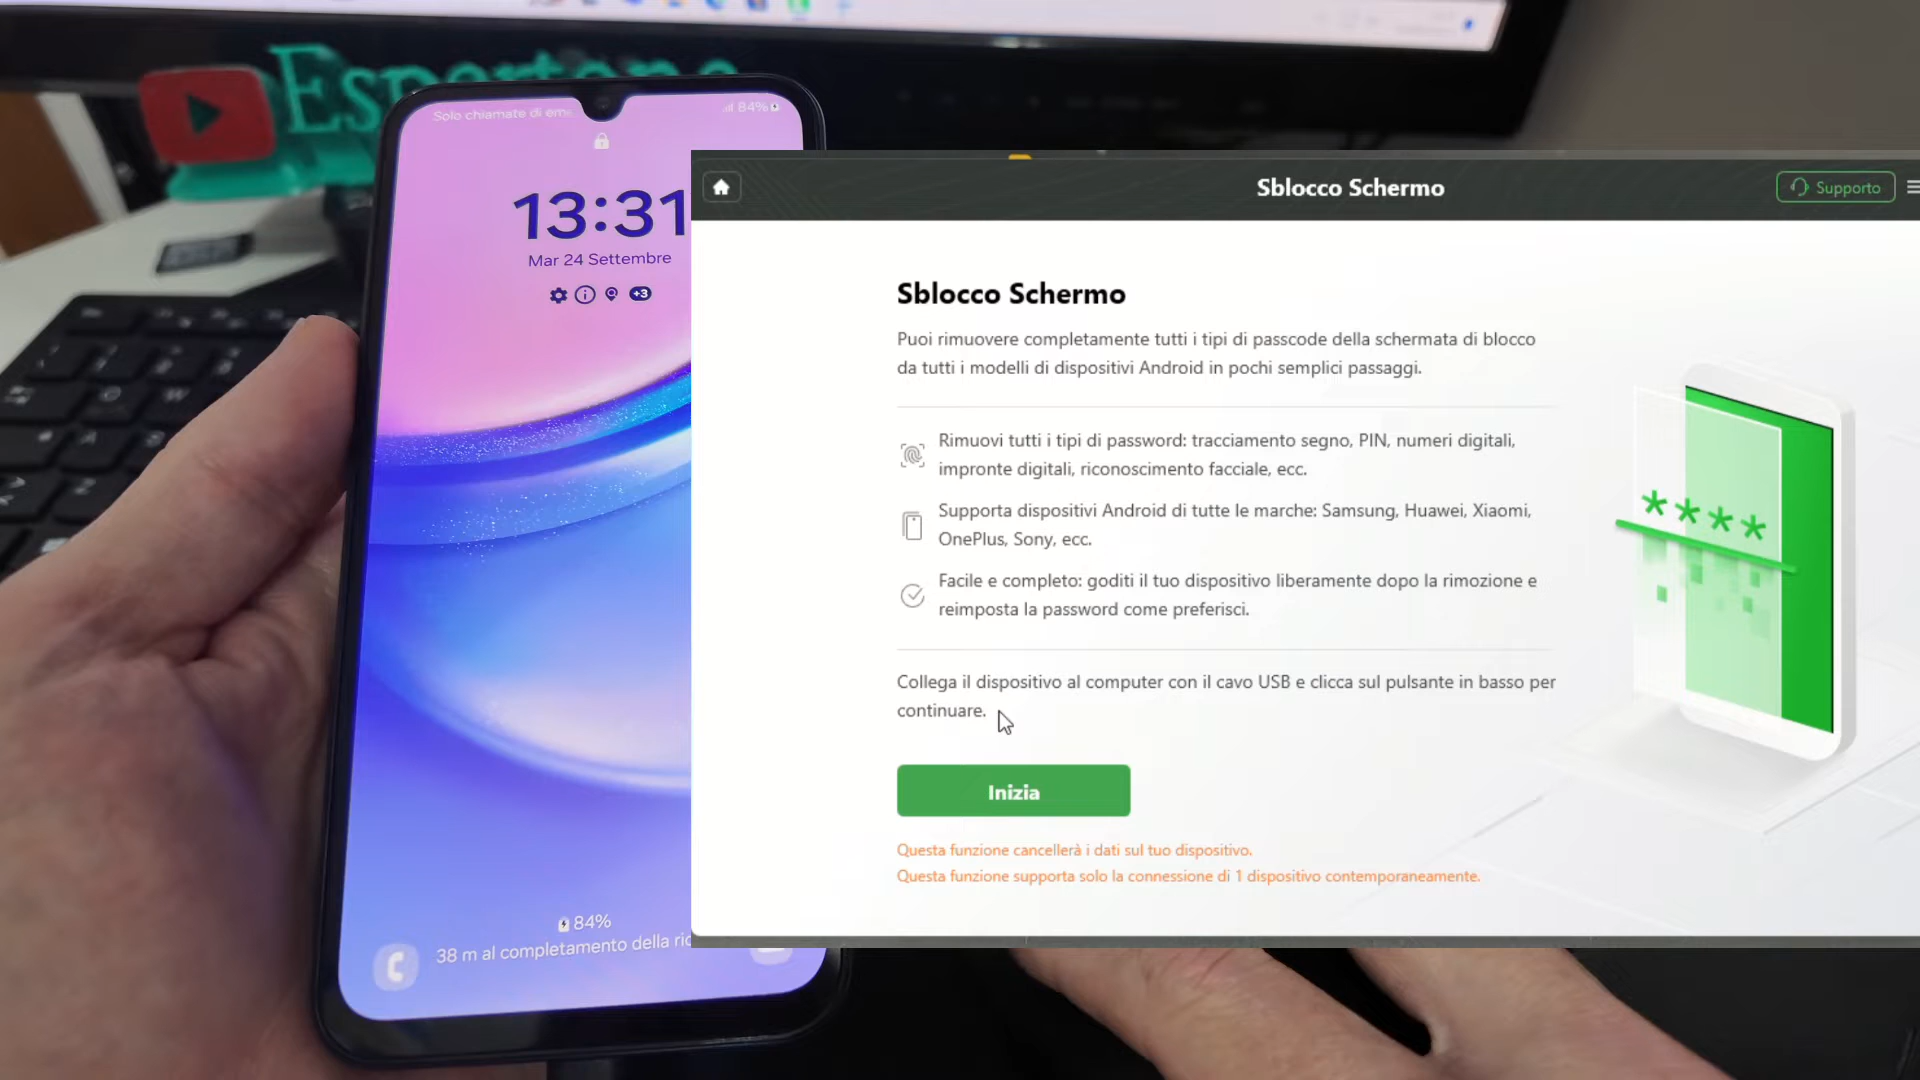 Solo chiamate di em
84%
13:31
Mar 24 Settembre
+3
84%
38 m al completamento della
Sblocco Schermo
Supporto
Sblocco Schermo
Puoi rimuovere completamente tutti i tipi di passcode della schermata di blocco
da tutti i modelli di dispositivi Android in pochi semplici passaggi.
Rimuovi tutti i tipi di password: tracciamento segno, PIN, numeri digitali,
impronte digitali, riconoscimento facciale, ecc.
Supporta dispositivi Android di tutte le marche: Samsung, Huawei, Xiaomi,
OnePlus, Sony, ecc.
Facile e completo: goditi il tuo dispositivo liberamente dopo la rimozione e
reimposta la password come preferisci.
****
Collega il dispositivo al computer con il cavo USB e clicca sul pulsante in basso per
continuare.
Inizia
Questa funzione cancellerà i dati sul tuo dispositivo.
Questa funzione supporta solo la connessione di 1 dispositivo contemporaneamente.